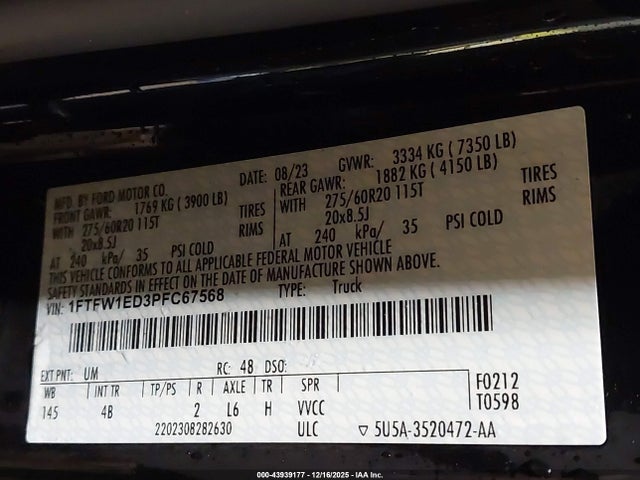 MFD. BY FORD MOTOR CO.
DATE: 08/23 GVWR: 3334 KG ( 7350 LB)
FRONT GAWR: 1769 KG ( 3900 LB) REAR GAWR: 1882 KG ( 4150 LB)
WITH 275/60R20 115T TIRES WITH 275/60R20 115T TIRES
20x8.5J RIMS 20x8.5J RIMS
AT 240 kPa/ 35 PSI COLD AT 240 kPa/ 35 PSI COLD
THIS VEHICLE CONFORMS TO ALL APPLICABLE FEDERAL MOTOR VEHICLE
SAFETY STANDARDS IN EFFECT ON THE DATE OF MANUFACTURE SHOWN ABOVE.
VIN: 1FTFW1ED3PFC67568 TYPE: Truck
EXT PNT: UM RC: 48 DSO:
WB INT TR TP/PS R AXLE TR SPR F0212
145 4B 2 L6 H VVCC T0598
2202308282630 ULC ▽ 5U5A-3520472-AA
000-43939177 - 12/16/2025 - IAA Inc.